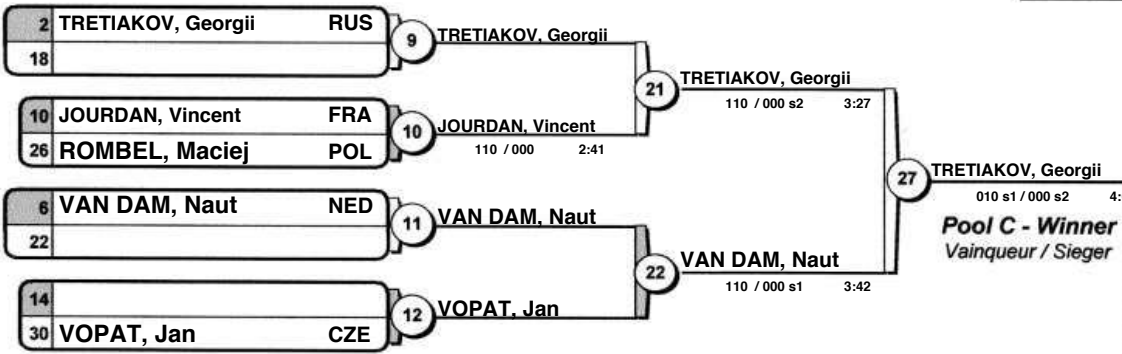 2 TRETIAKOV, Georgii RUS
18
9
TRETIAKOV, Georgii
10 JOURDAN, Vincent FRA
26 ROMBEL, Maciej POL
10
JOURDAN, Vincent
110 / 000 2:41
21
TRETIAKOV, Georgii
110 / 000 s2 3:27
6 VAN DAM, Naut NED
22
11
VAN DAM, Naut
14
30 VOPAT, Jan CZE
12
VOPAT, Jan
22
VAN DAM, Naut
110 / 000 s1 3:42
27
TRETIAKOV, Georgii
010 s1 / 000 s2 4:
Pool C - Winner
Vainqueur / Sieger